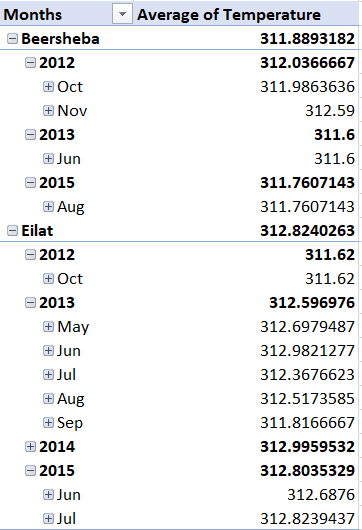 Months Average of Temperature
Beersheba 311.8893182
2012 312.0366667
Oct 311.9863636
Nov 312.59
2013 311.6
Jun 311.6
2015 311.7607143
Aug 311.7607143
Eilat 312.8240263
2012 311.62
Oct 311.62
2013 312.596976
May 312.6979487
Jun 312.9821277
Jul 312.3676623
Aug 312.5173585
Sep 311.8166667
2014 312.9959532
2015 312.8035329
Jun 312.6876
Jul 312.8239437